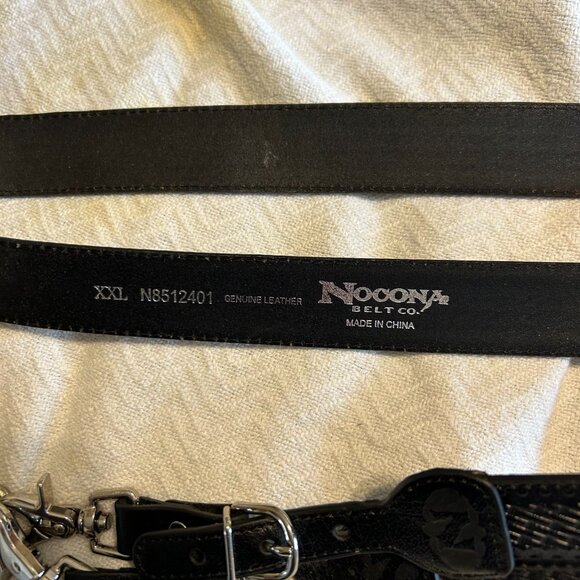 XXL N8512401 GENUINE LEATHER NOCONA
BELT CO.
MADE IN CHINA